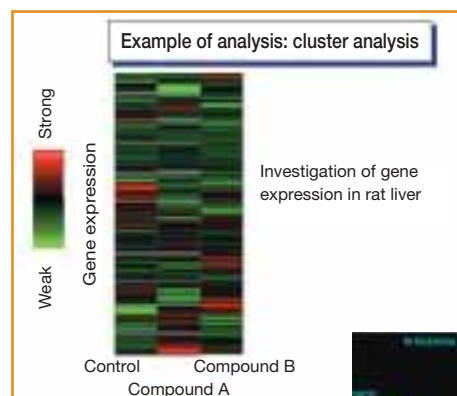 Example of analysis: cluster analysis
Strong
Weak
Gene expression
Investigation of gene
expression in rat liver
Control
Compound A
Compound B